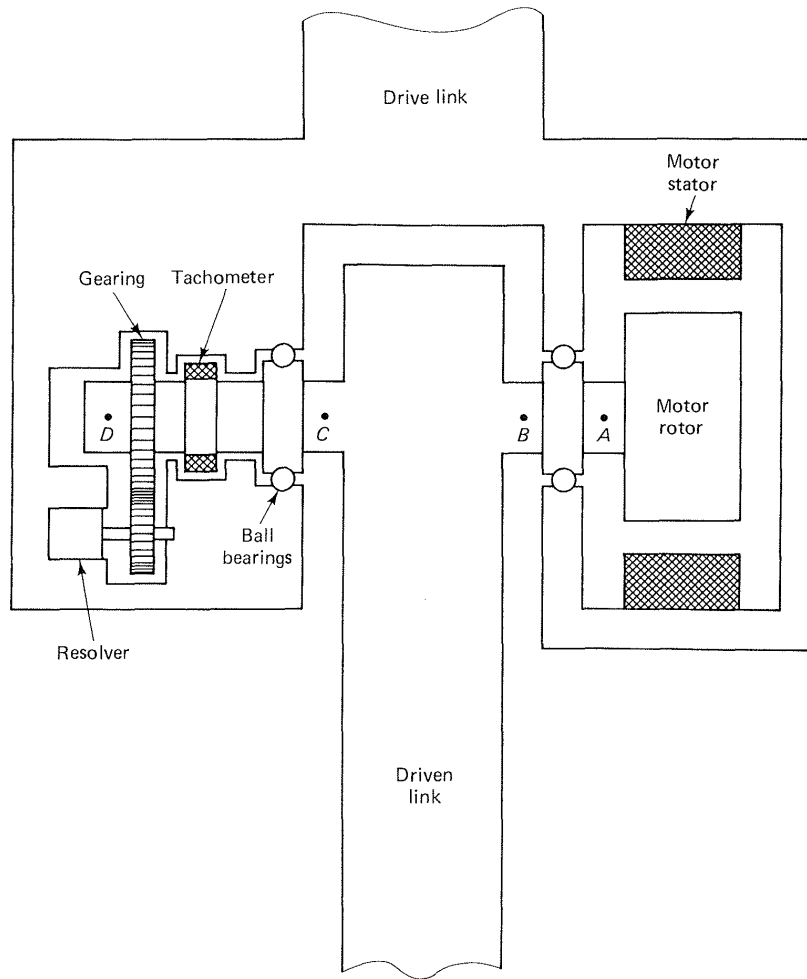 Drive link
Motor
stator
Gearing
Tachometer
D
C
B
A
Motor
rotor
Ball
bearings
Resolver
Driven
link